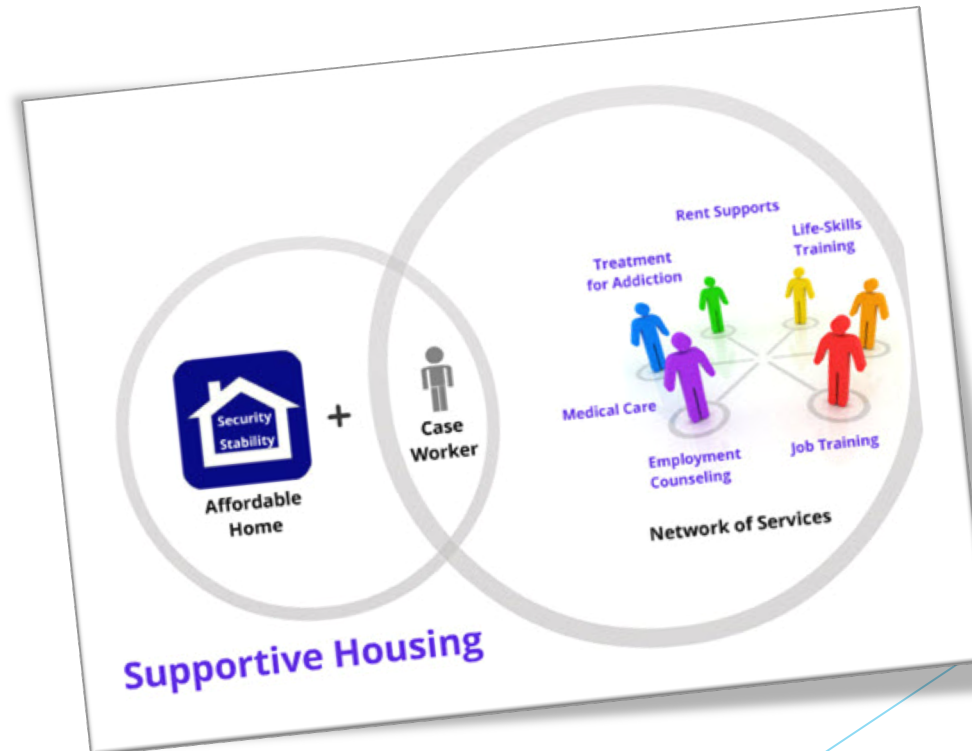 Rent Supports
Life-Skills
Training
Treatment
for Addiction
Security
Stability
Affordable
Home
+
Case
Worker
Medical Care
Employment
Counseling
Job Training
Network of Services
Supportive Housing